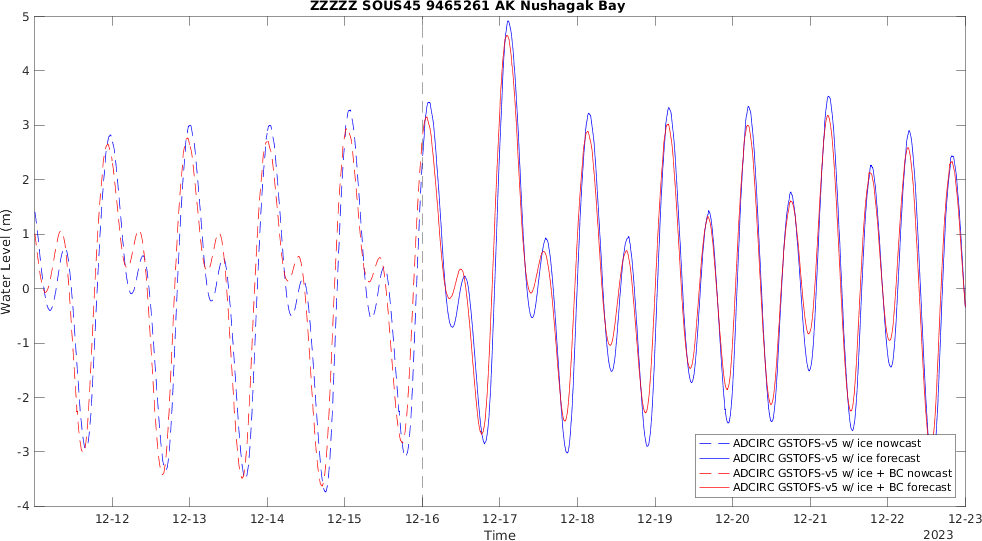 ZZZZZ SOUS45 9465261 AK Nushagak Bay
Water Level (m)
5
4
3
2
1
0
-1
-2
-3
-4
ADCIRC GSTOFS-v5 w/ ice nowcast
ADCIRC GSTOFS-v5 w/ ice forecast
ADCIRC GSTOFS-v5 w/ ice + BC nowcast
ADCIRC GSTOFS-v5 w/ ice + BC forecast
12-12 12-13 12-14 12-15 12-16 12-17 12-18 12-19 12-20 12-21 12-22 12-23
Time
2023